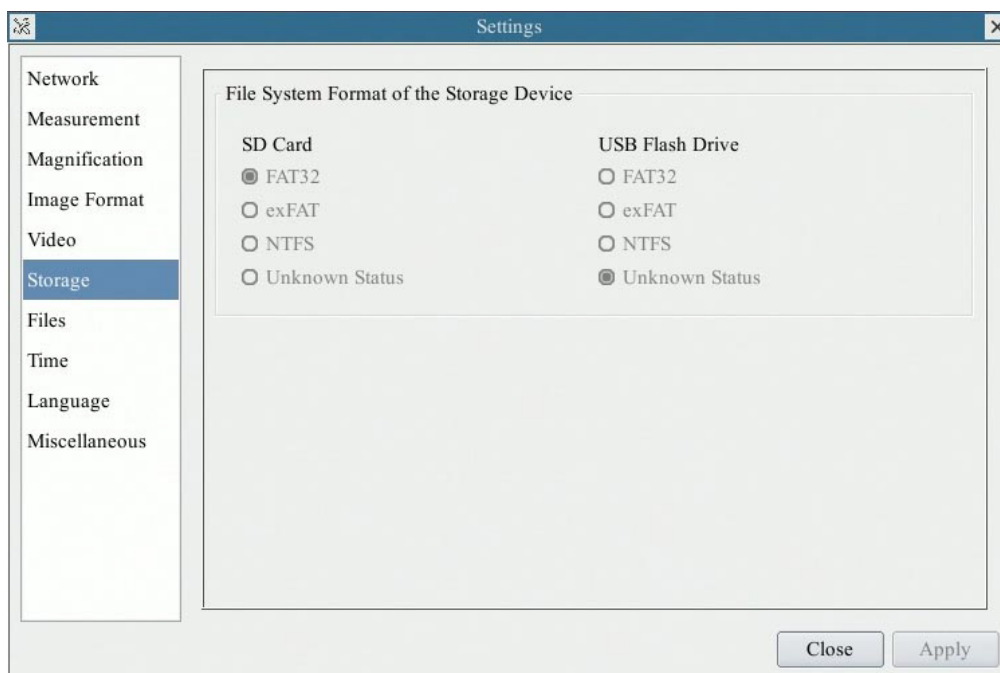 Settings
Network
Measurement
Magnification
Image Format
Video
Storage
Files
Time
Language
Miscellaneous
File System Format of the Storage Device
SD Card
FAT32
exFAT
NTFS
Unknown Status
USB Flash Drive
FAT32
exFAT
NTFS
Unknown Status
Close
Apply